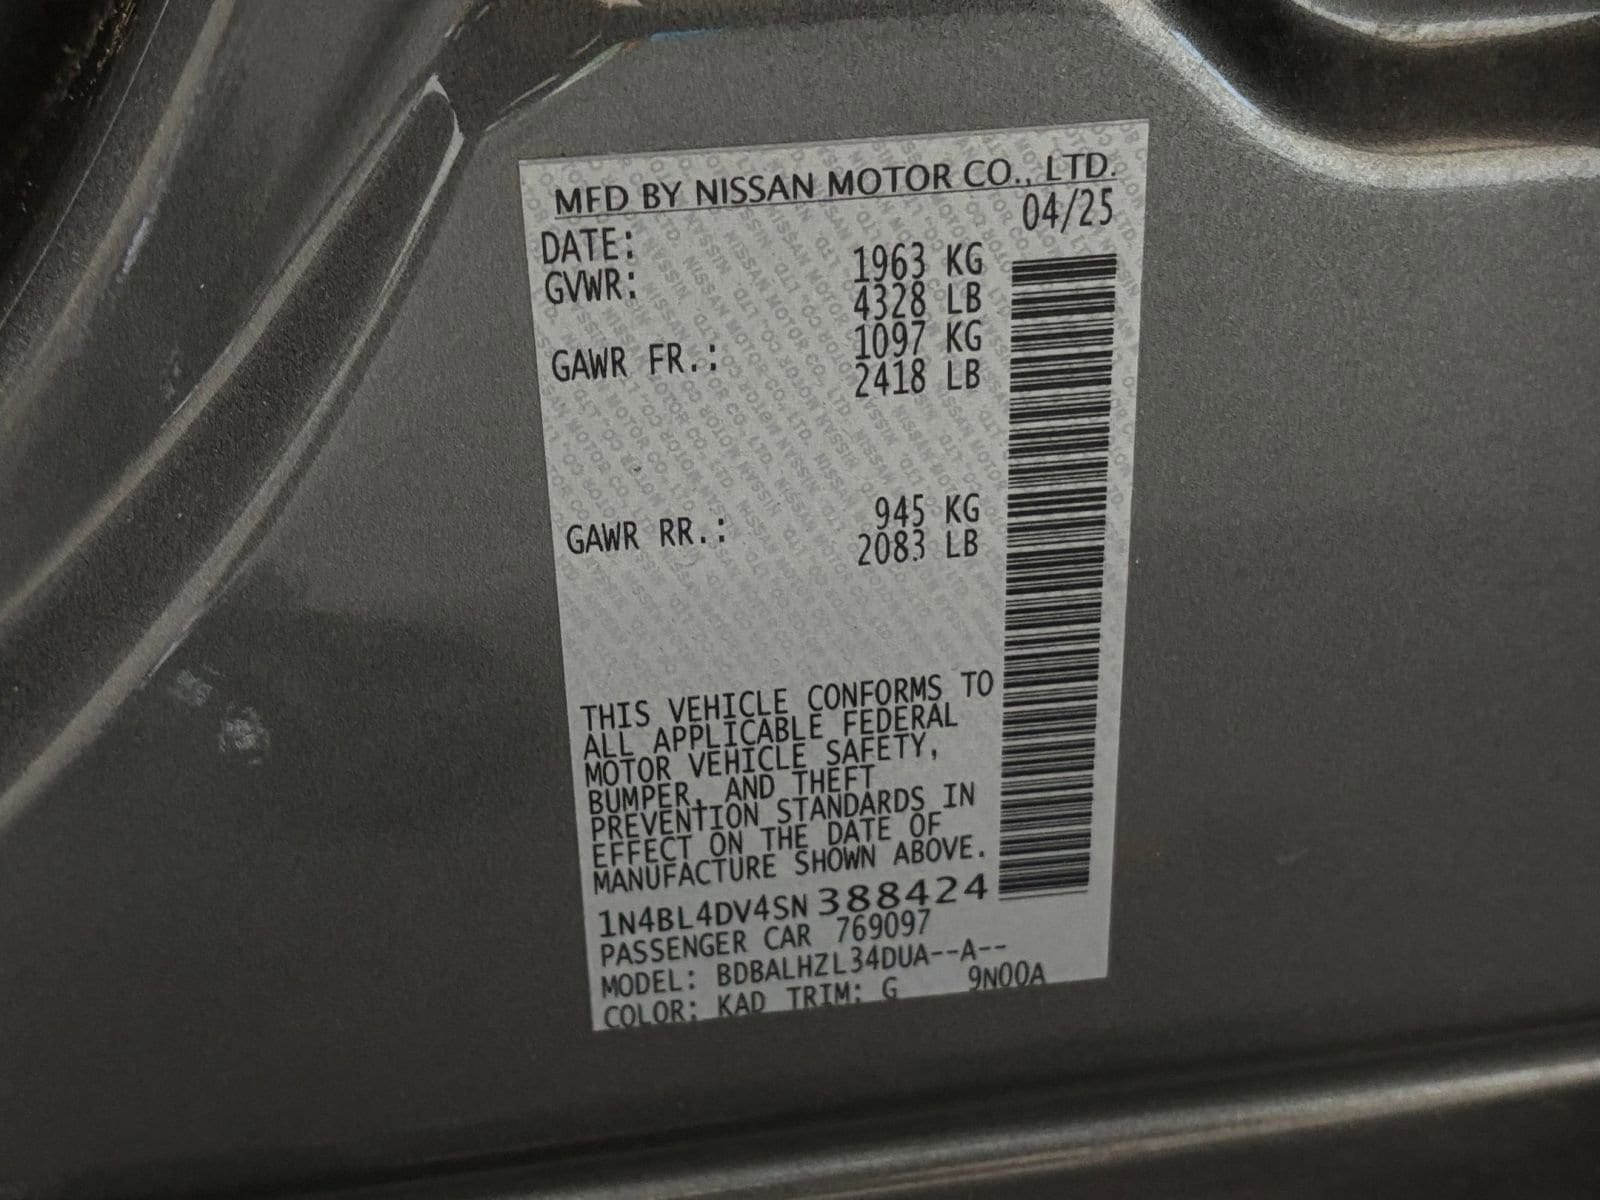 MFD BY NISSAN MOTOR CO., LTD.
DATE: 04/25
GVWR: 1963 KG
4328 LB
GAWR FR.: 1097 KG
2418 LB
GAWR RR.: 945 KG
2083 LB
THIS VEHICLE CONFORMS TO
ALL APPLICABLE FEDERAL
MOTOR VEHICLE SAFETY,
BUMPER, AND THEFT
PREVENTION STANDARDS IN
EFFECT ON THE DATE OF
MANUFACTURE SHOWN ABOVE.
1N4BL4DV4SN388424
PASSENGER CAR 769097
MODEL: BDBALHZL34DUA--A--
COLOR: KAD TRIM: G 9N00A